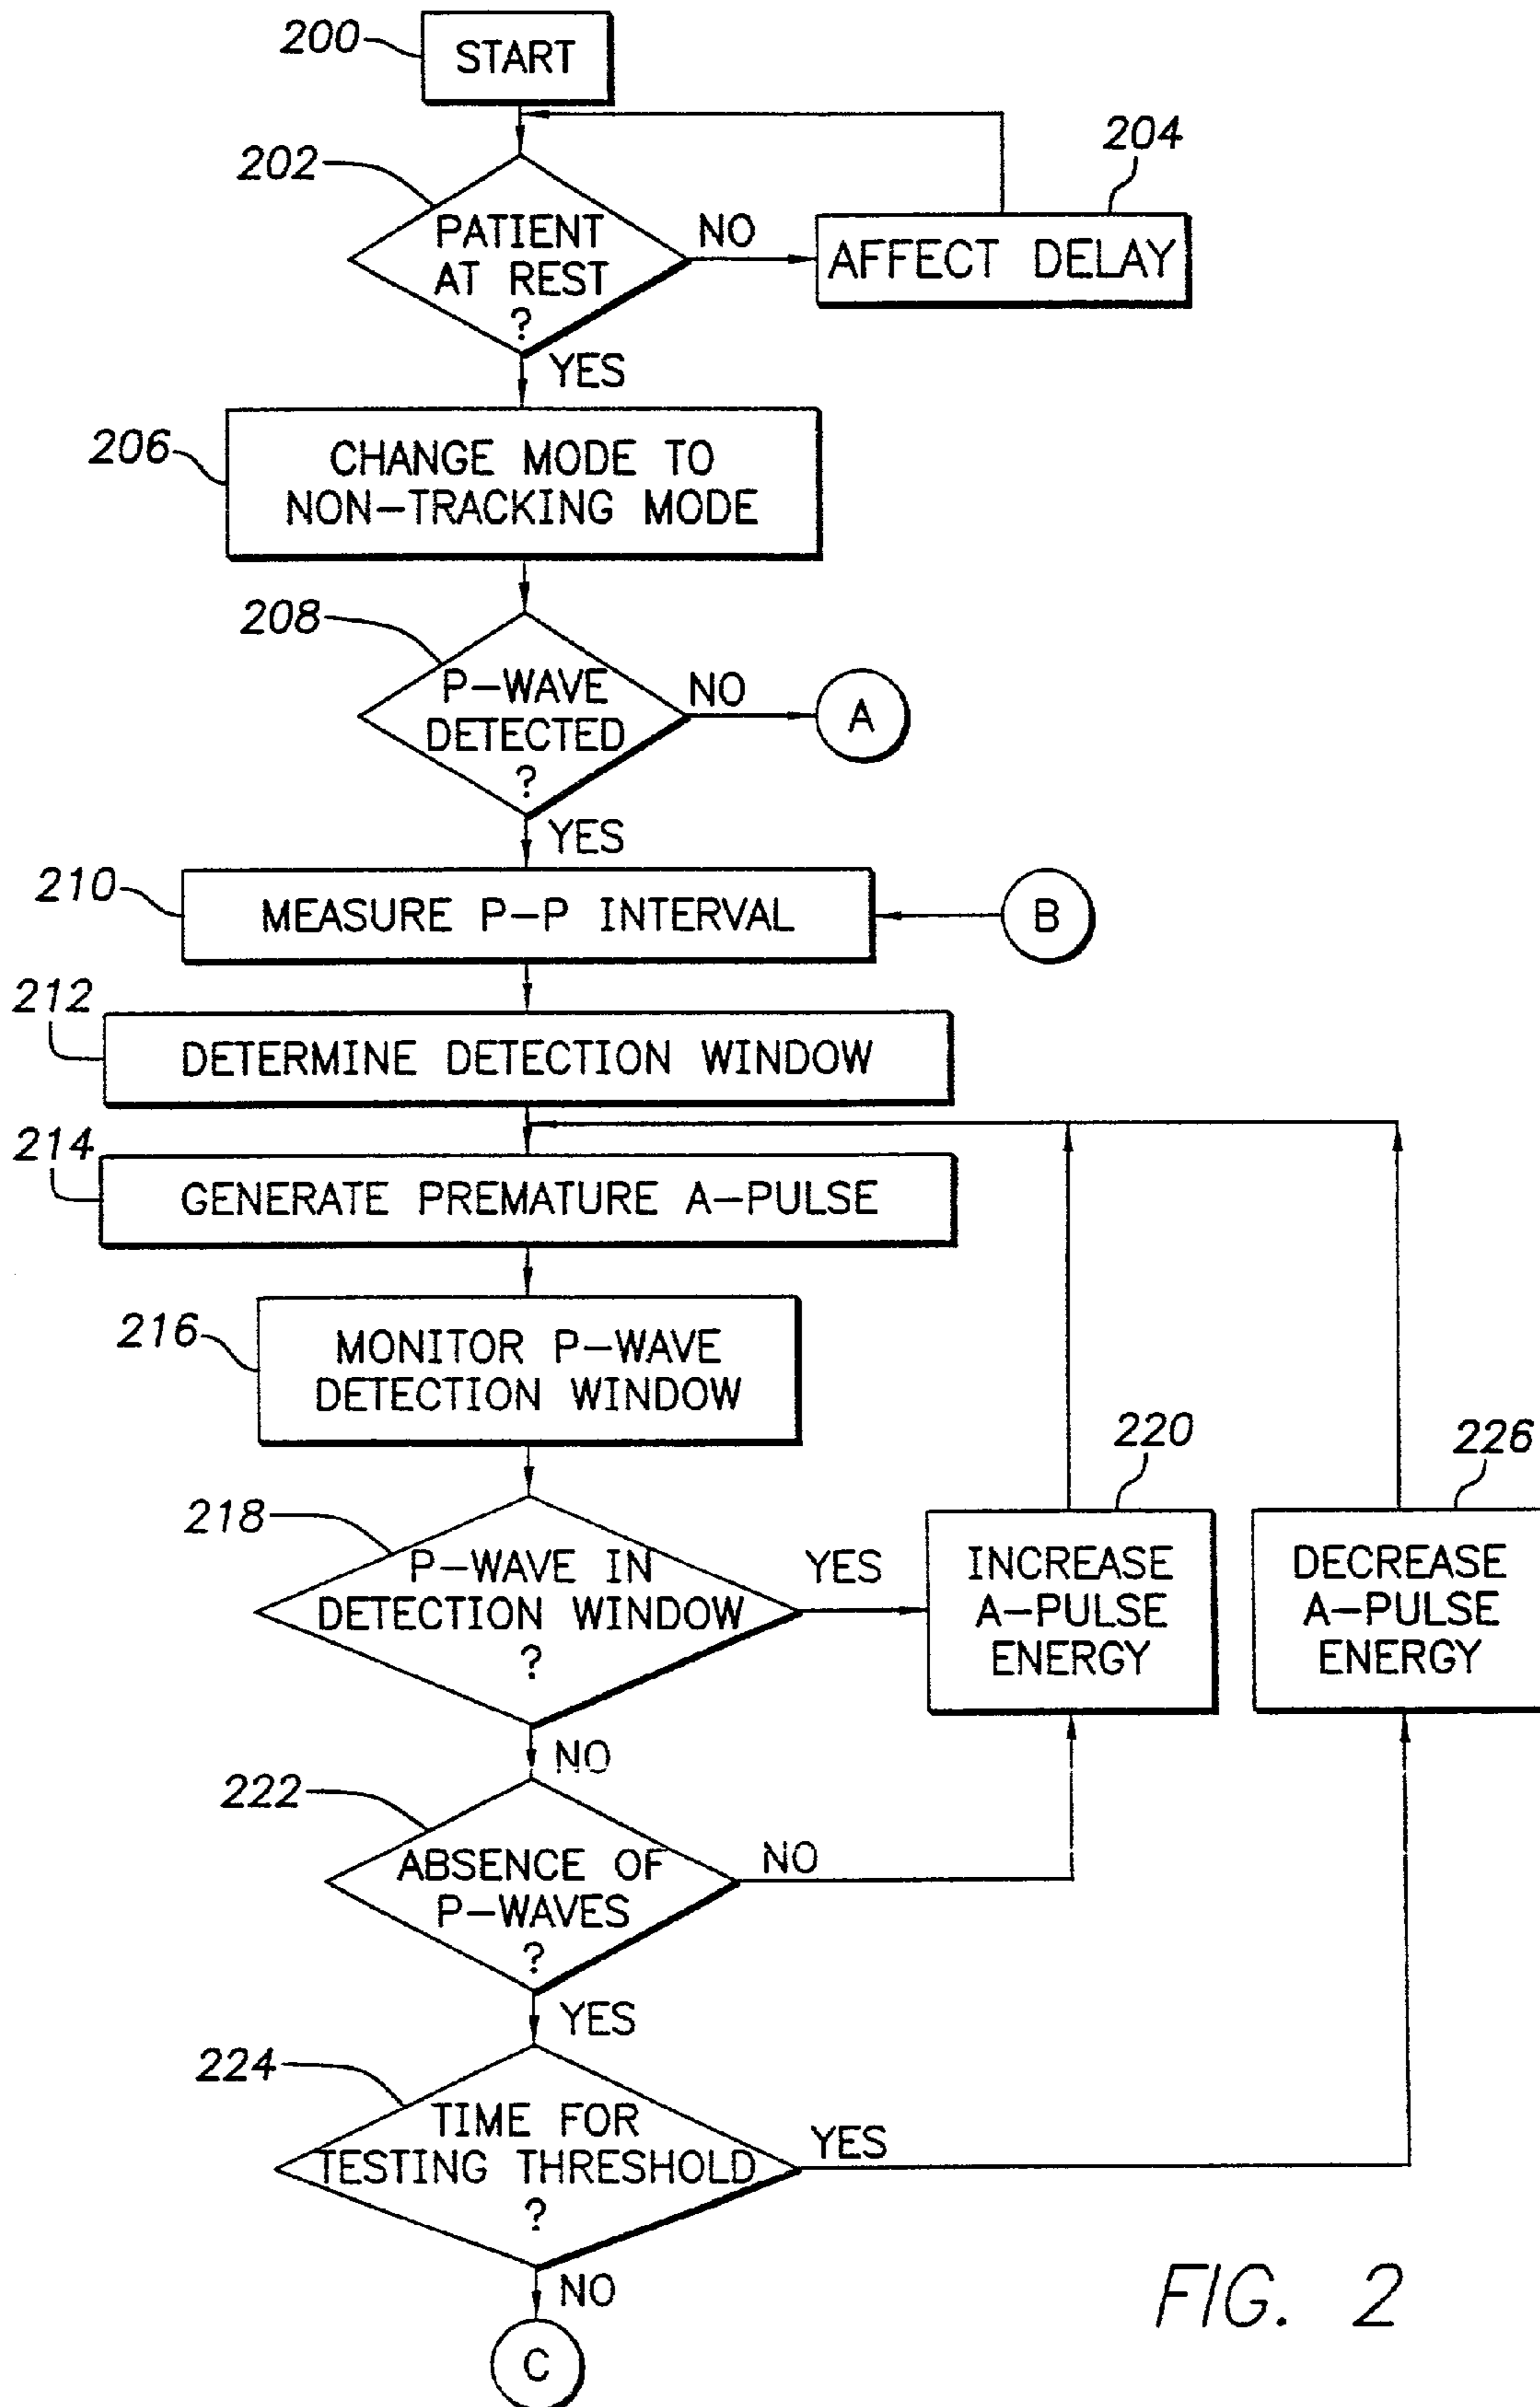 200
START
202
204
PATIENT
AT REST
?
NO
AFFECT DELAY
YES
206
CHANGE MODE TO
NON-TRACKING MODE
208
P-WAVE
DETECTED
?
NO
A
YES
210
MEASURE P-P INTERVAL
B
212
DETERMINE DETECTION WINDOW
214
GENERATE PREMATURE A-PULSE
216
MONITOR P-WAVE
DETECTION WINDOW
218
P-WAVE IN
DETECTION WINDOW
?
YES
220
INCREASE
A-PULSE
ENERGY
226
DECREASE
A-PULSE
ENERGY
NO
222
ABSENCE OF
P-WAVES
?
NO
YES
224
TIME FOR
TESTING THRESHOLD
?
YES
NO
C
FIG. 2